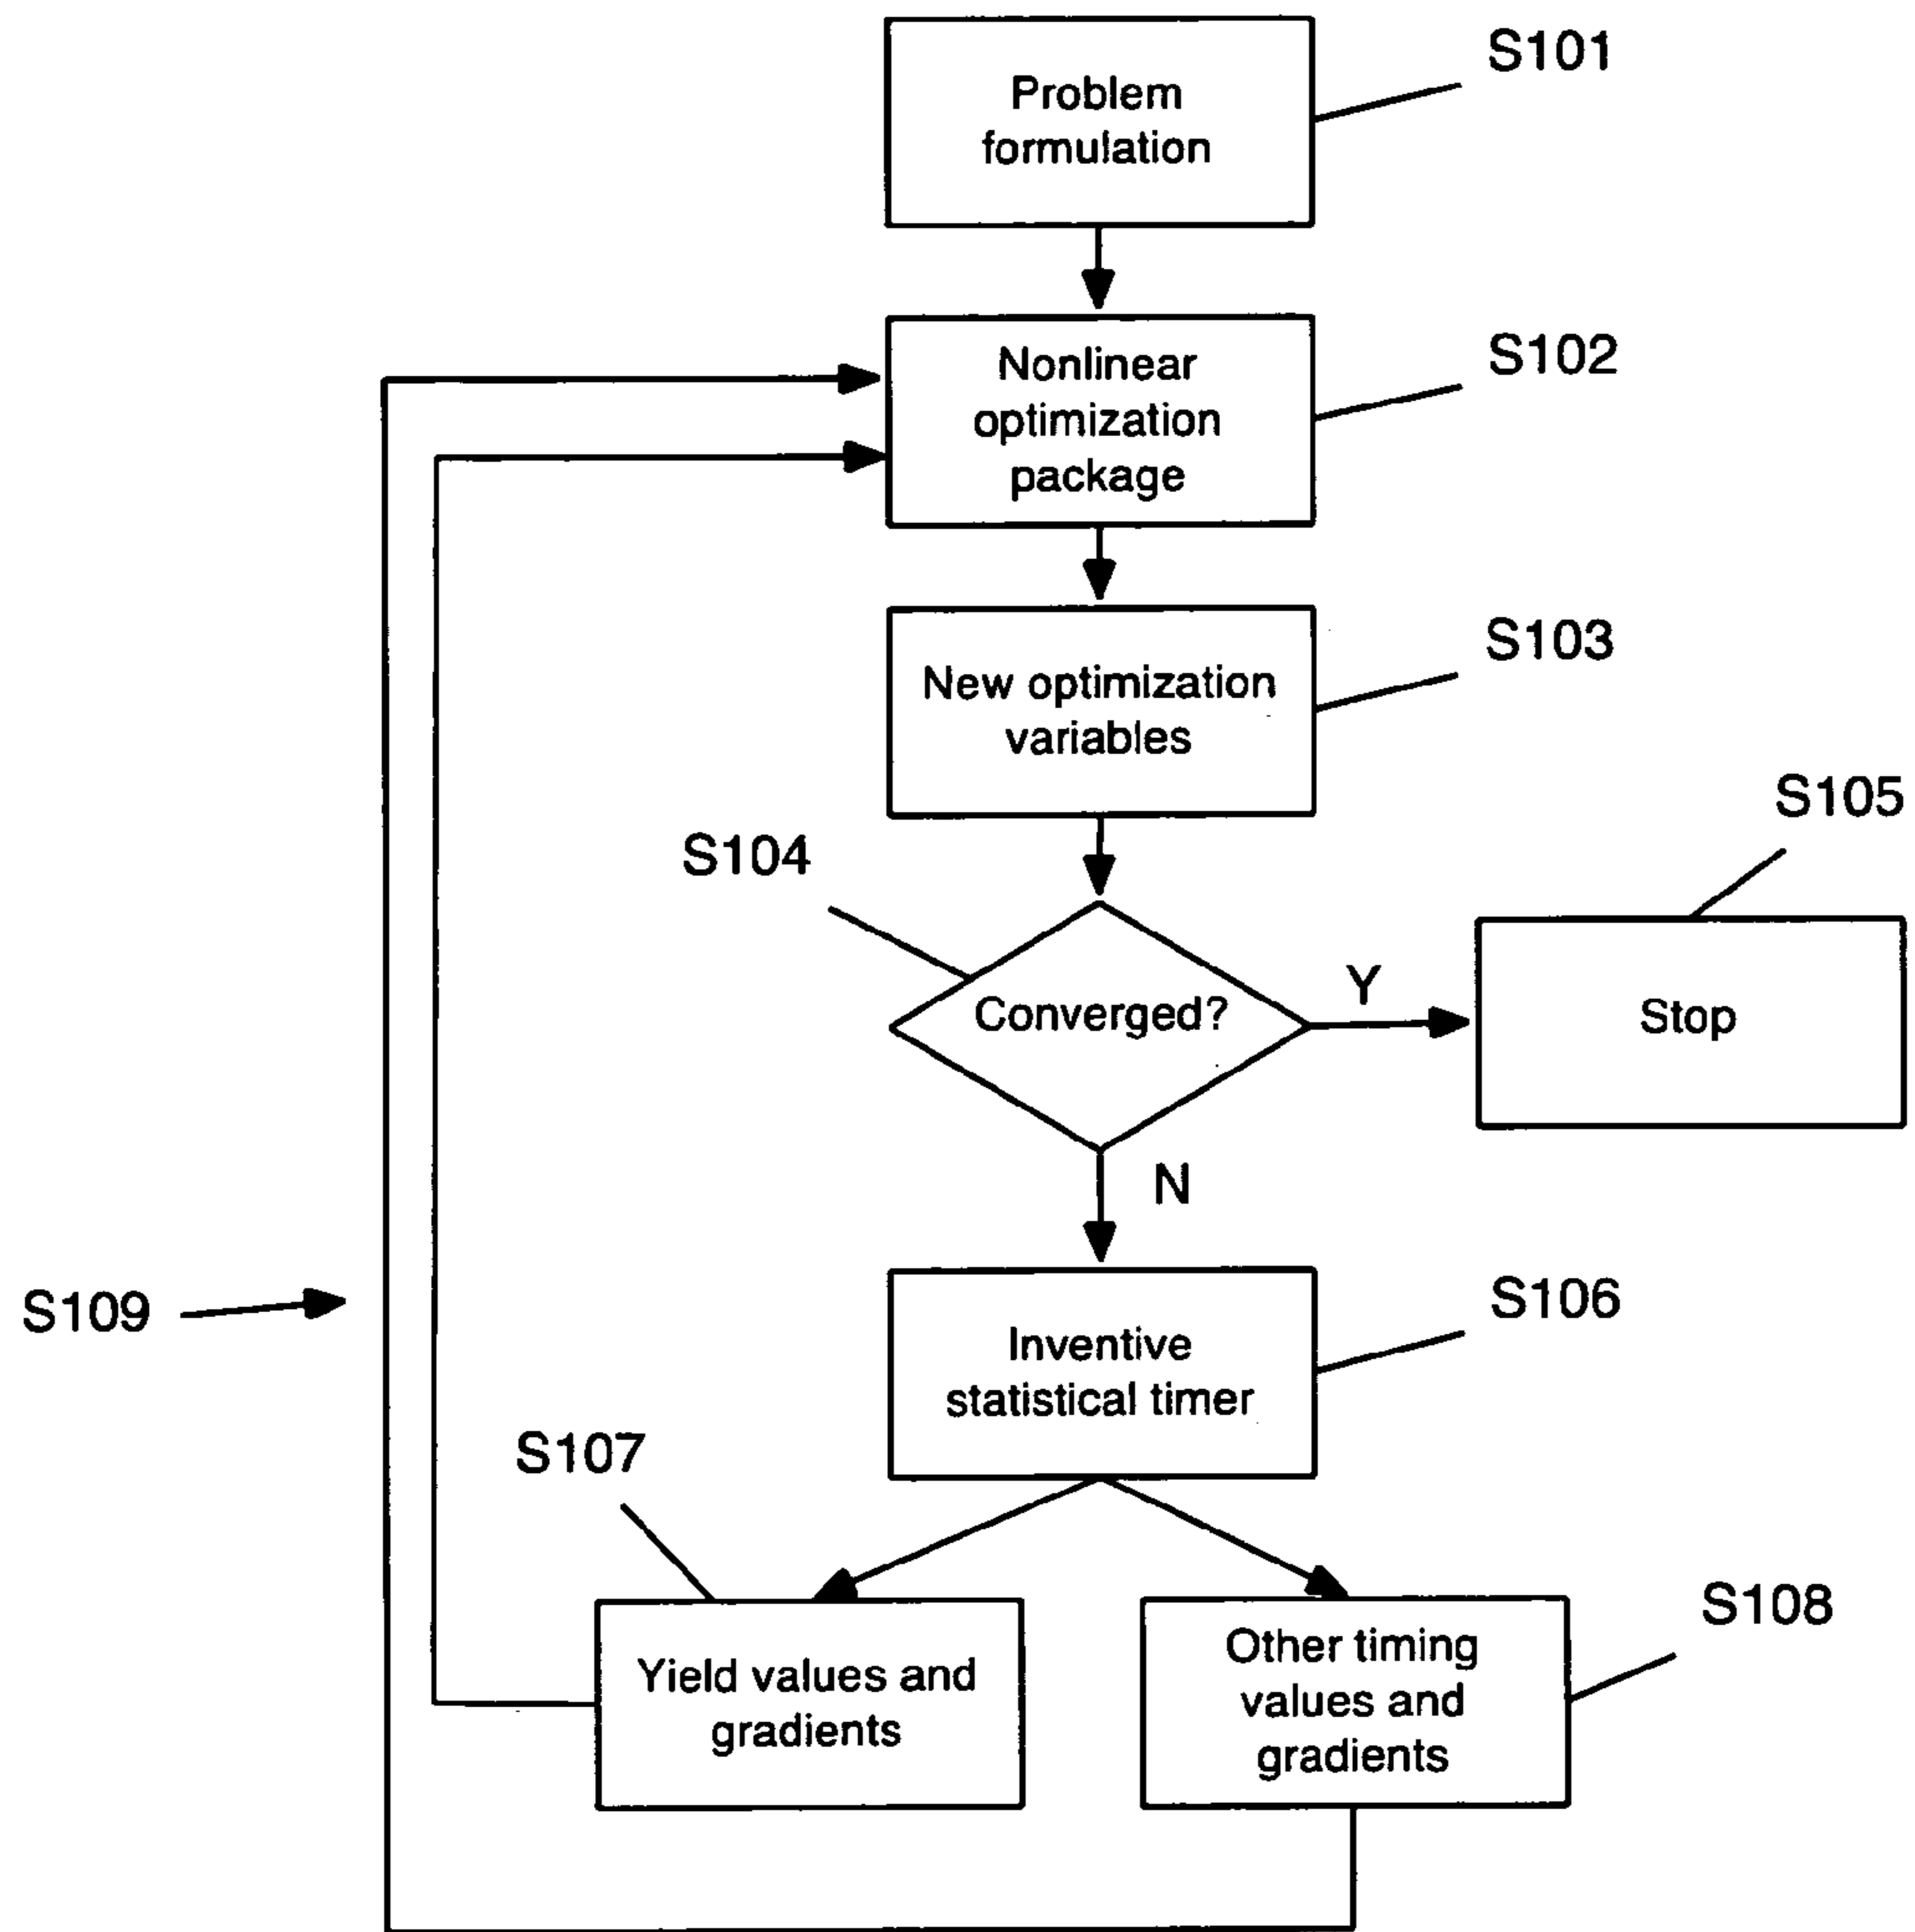 S101
Problem
formulation
S102
Nonlinear
optimization
package
S103
New optimization
variables
S104
S105
Converged?
Y
Stop
N
S109
S106
Inventive
statistical timer
S107
S108
Yield values and
gradients
Other timing
values and
gradients